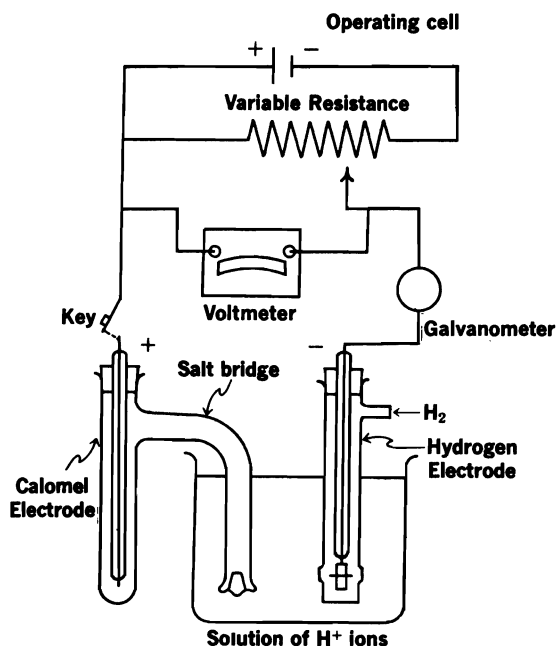 Operating cell
+ −
Variable Resistance
Voltmeter
Key
Galvanometer
+ −
Salt bridge
H₂
Calomel
Electrode
Hydrogen
Electrode
Solution of H⁺ ions